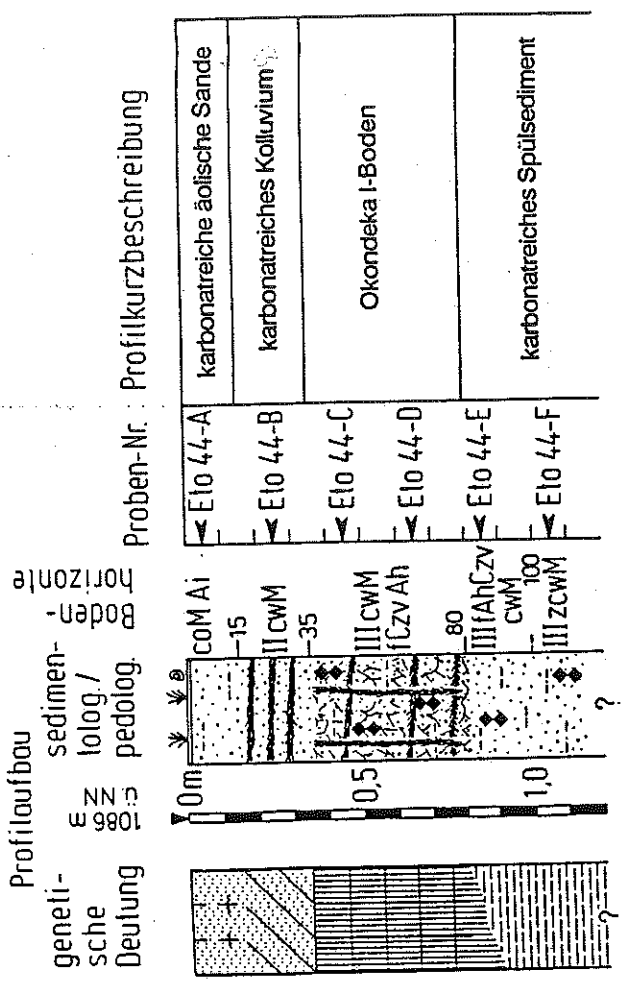 Profilaufbau
geneti-
sche
Deutung
1086 m
ü. NN
sedimen-
tolog./
pedolog.
Boden-
horizonte
Proben-Nr. : Profilkurzbeschreibung
0m
0,5
1,0
?
?
coM Ai
15
II cwM
35
III cwM
fCzv Ah
80
III fAhCzv
cwM
100
III zcwM
Eto 44-A
Eto 44-B
Eto 44-C
Eto 44-D
Eto 44-E
Eto 44-F
karbonatreiche äolische Sande
karbonatreiches Kolluvium
Okondeka I-Boden
karbonatreiches Spülsediment